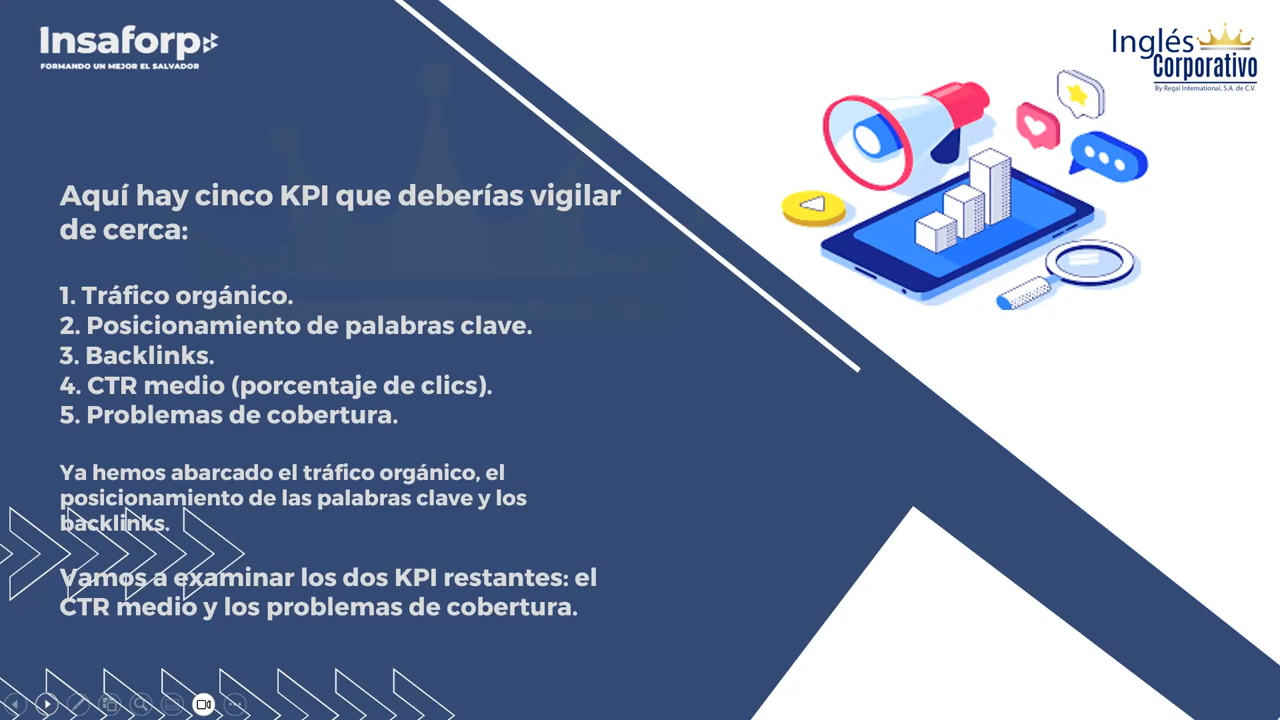 Insaforp
FORMANDO UN MEJOR EL SALVADOR
Inglés
Corporativo
By Regal International, S.A. de C.V.
Aquí hay cinco KPI que deberías vigilar
de cerca:
1. Tráfico orgánico.
2. Posicionamiento de palabras clave.
3. Backlinks.
4. CTR medio (porcentaje de clics).
5. Problemas de cobertura.
Ya hemos abarcado el tráfico orgánico, el
posicionamiento de las palabras clave y los
backlinks.
Vamos a examinar los dos KPI restantes: el
CTR medio y los problemas de cobertura.